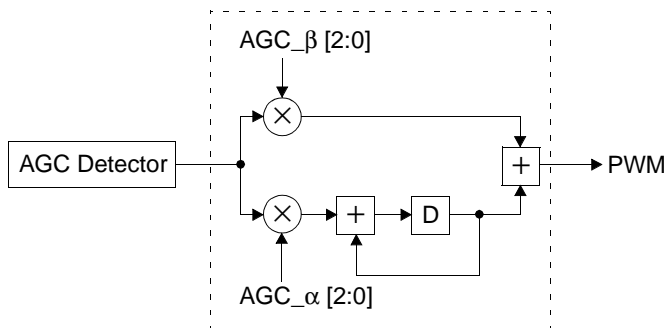 AGC_β [2:0]
×
AGC Detector
+
PWM
×
+
D
AGC_α [2:0]